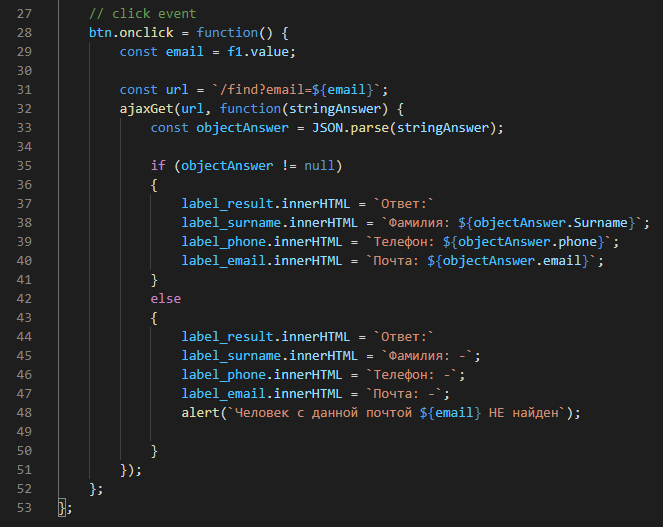 27 // click event
28 btn.onclick = function() {
29 const email = f1.value;
30
31 const url = `/find?email=${email}`;
32 ajaxGet(url, function(stringAnswer) {
33 const objectAnswer = JSON.parse(stringAnswer);
34
35 if (objectAnswer != null)
36 {
37 label_result.innerHTML = `Ответ:`
38 label_surname.innerHTML = `Фамилия: ${objectAnswer.Surname}`;
39 label_phone.innerHTML = `Телефон: ${objectAnswer.phone}`;
40 label_email.innerHTML = `Почта: ${objectAnswer.email}`;
41 }
42 else
43 {
44 label_result.innerHTML = `Ответ:`
45 label_surname.innerHTML = `Фамилия: -`;
46 label_phone.innerHTML = `Телефон: -`;
47 label_email.innerHTML = `Почта: -`;
48 alert(`Человек с данной почтой ${email} НЕ найден`);
49
50 }
51 });
52 };
53 };